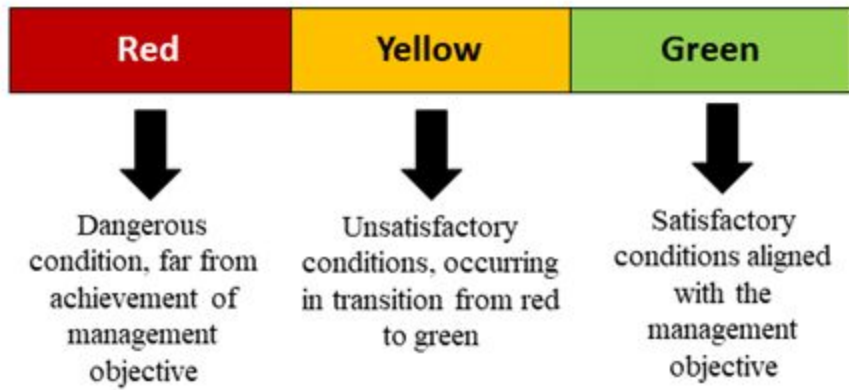 Red
Yellow
Green
Dangerous
condition, far from
achievement of
management
objective
Unsatisfactory
conditions, occurring
in transition from red
to green
Satisfactory
conditions aligned
with the
management
objective